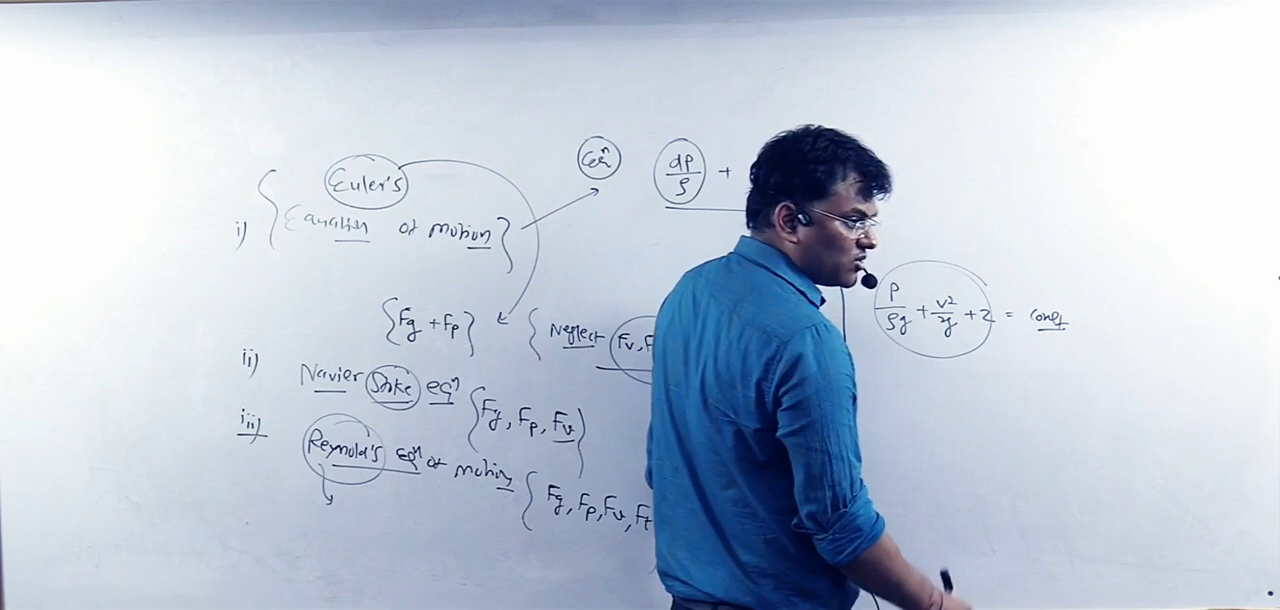 Euler's
i) { Equation of motion }
Eqⁿ dp/ρ +
{Fg + Fp} { Neglect Fv, F
P/ρg + v²/2g + z = const
ii) Navier Stoke eqⁿ { Fg, Fp, Fv }
iii) Reynold's eqⁿ of motion { Fg, Fp, Fv, Ft